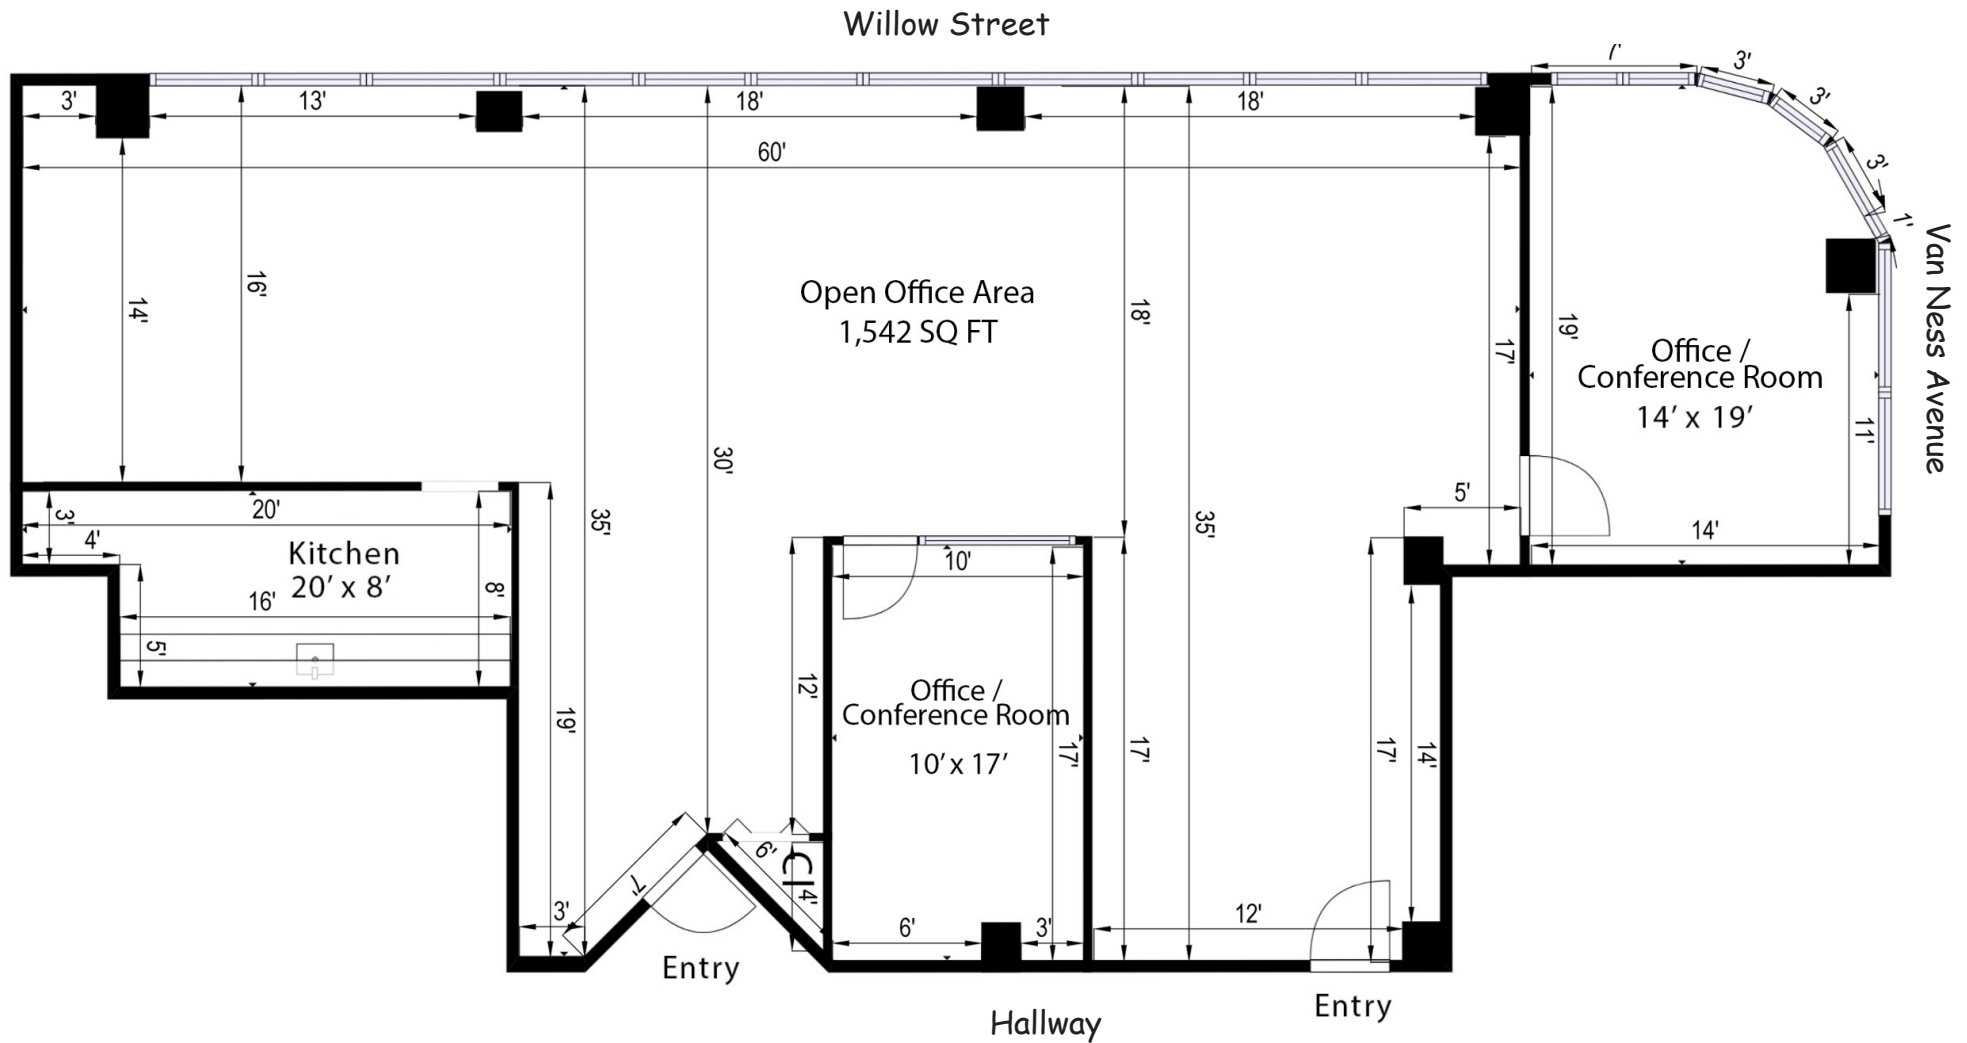 Willow Street
7'
3'
3'
3'
13'
18'
18'
3'
60'
3'
1'
Van Ness Avenue
14'
16'
Open Office Area
1,542 SQ FT
18'
17'
19'
Office /
Conference Room
14' x 19'
11'
30'
5'
20'
3'
4'
Kitchen
20' x 8'
35'
35'
14'
10'
16'
8'
5'
12'
Office /
Conference Room
10' x 17'
19'
17'
17'
17'
14'
7'
6'
Cl
4'
3'
6'
3'
12'
Entry
Entry
Hallway